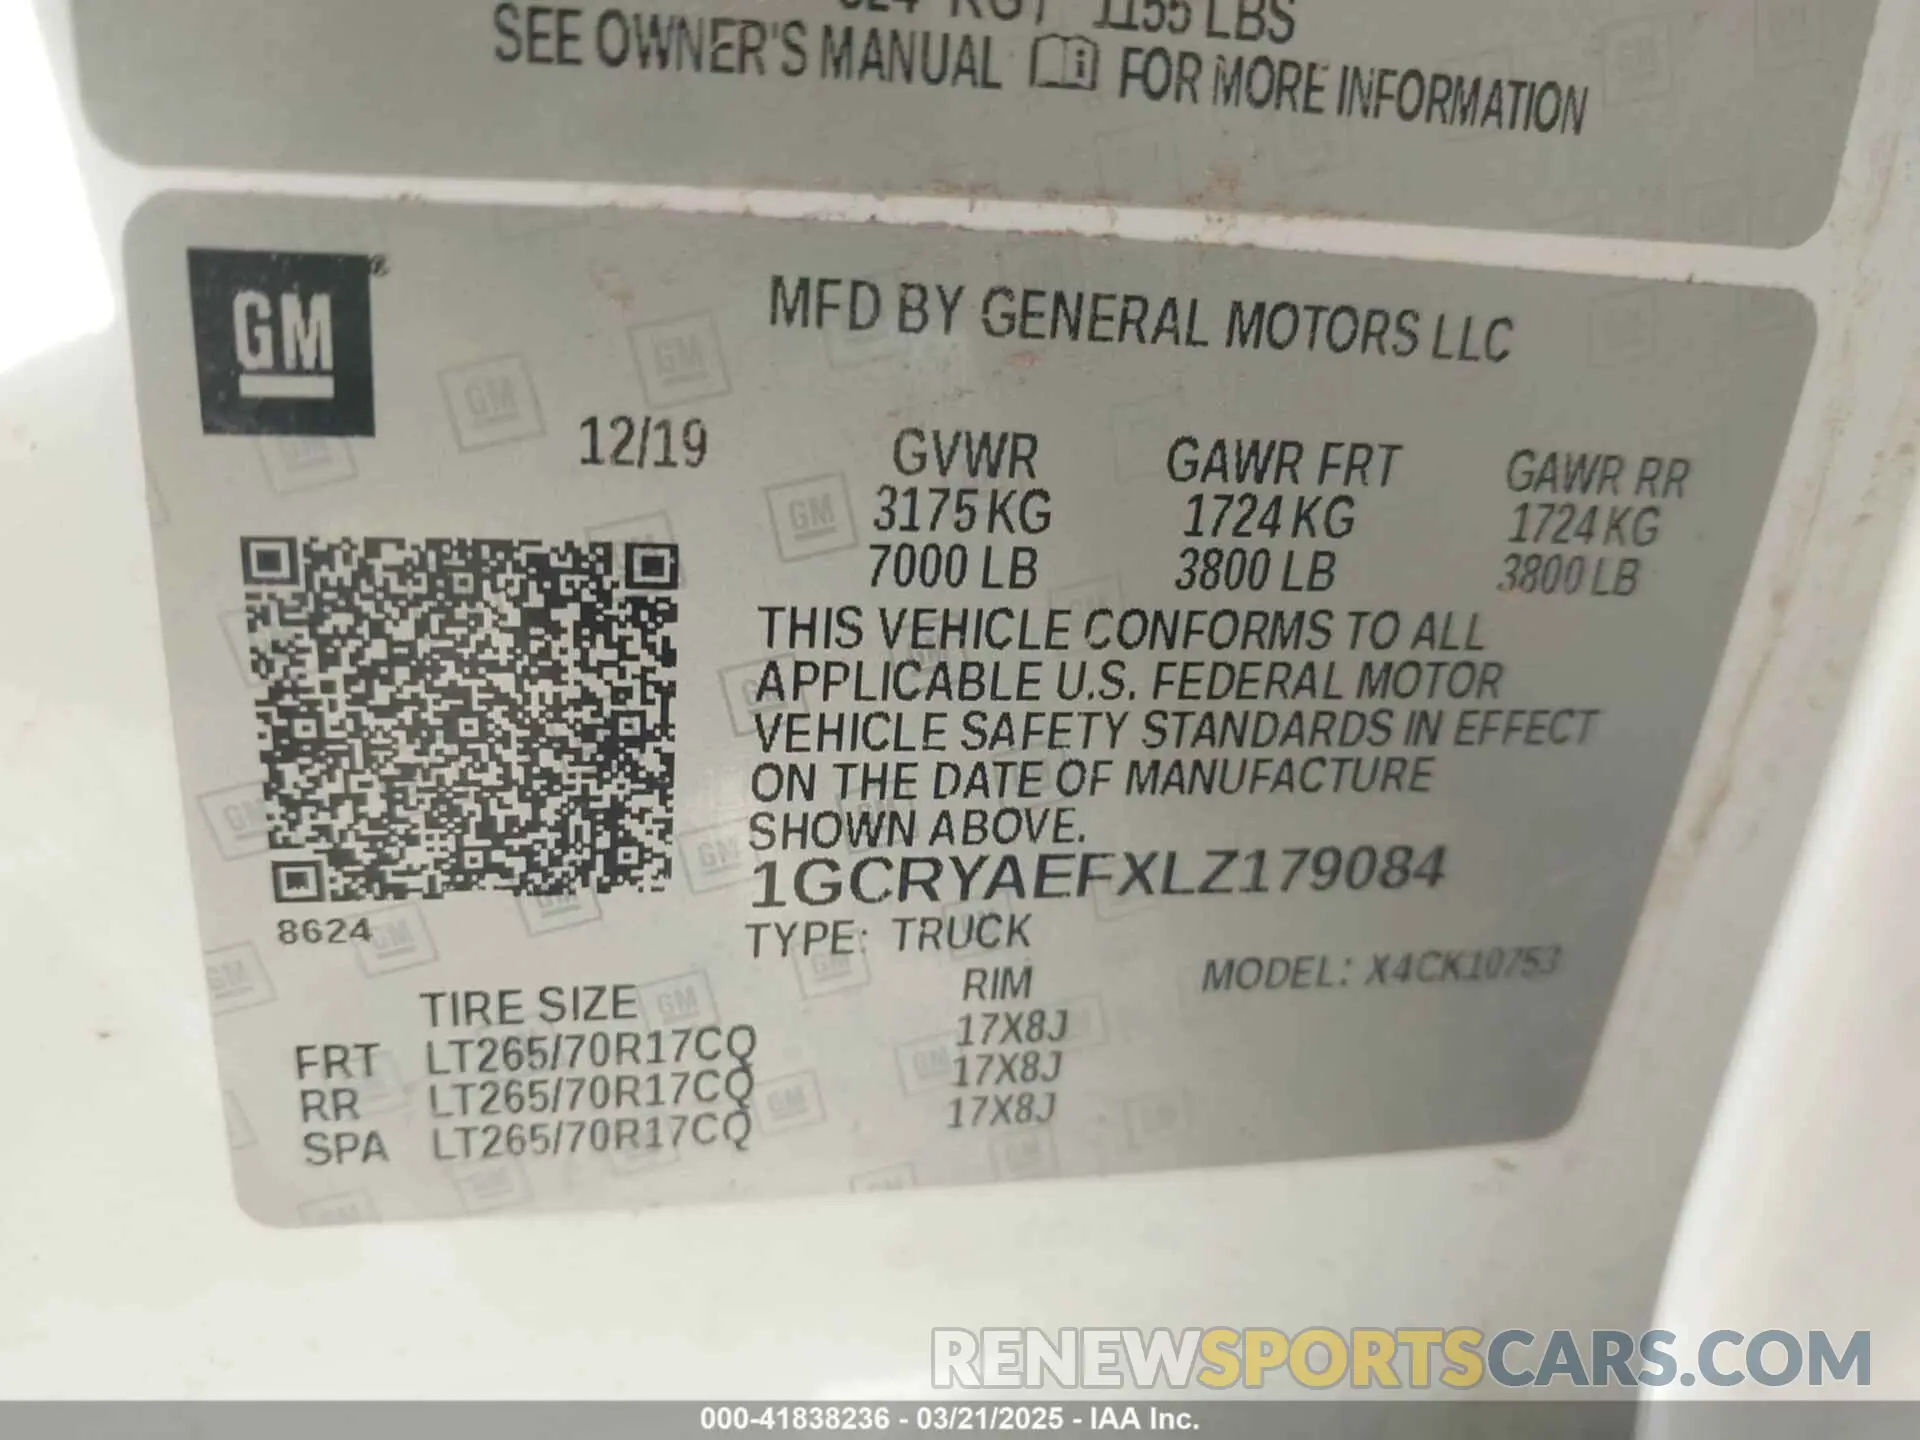 1155 LBS
SEE OWNER'S MANUAL FOR MORE INFORMATION
GM
MFD BY GENERAL MOTORS LLC
12/19 GVWR GAWR FRT GAWR RR
3175 KG 1724 KG 1724 KG
7000 LB 3800 LB 3800 LB
THIS VEHICLE CONFORMS TO ALL
APPLICABLE U.S. FEDERAL MOTOR
VEHICLE SAFETY STANDARDS IN EFFECT
ON THE DATE OF MANUFACTURE
SHOWN ABOVE.
1GCRYAEFXLZ179084
8624
TYPE: TRUCK
MODEL: X4CK10753
TIRE SIZE RIM
FRT LT265/70R17CQ 17X8J
RR LT265/70R17CQ 17X8J
SPA LT265/70R17CQ 17X8J
RENEWSPORTSCARS.COM
000-41838236 - 03/21/2025 - IAA Inc.